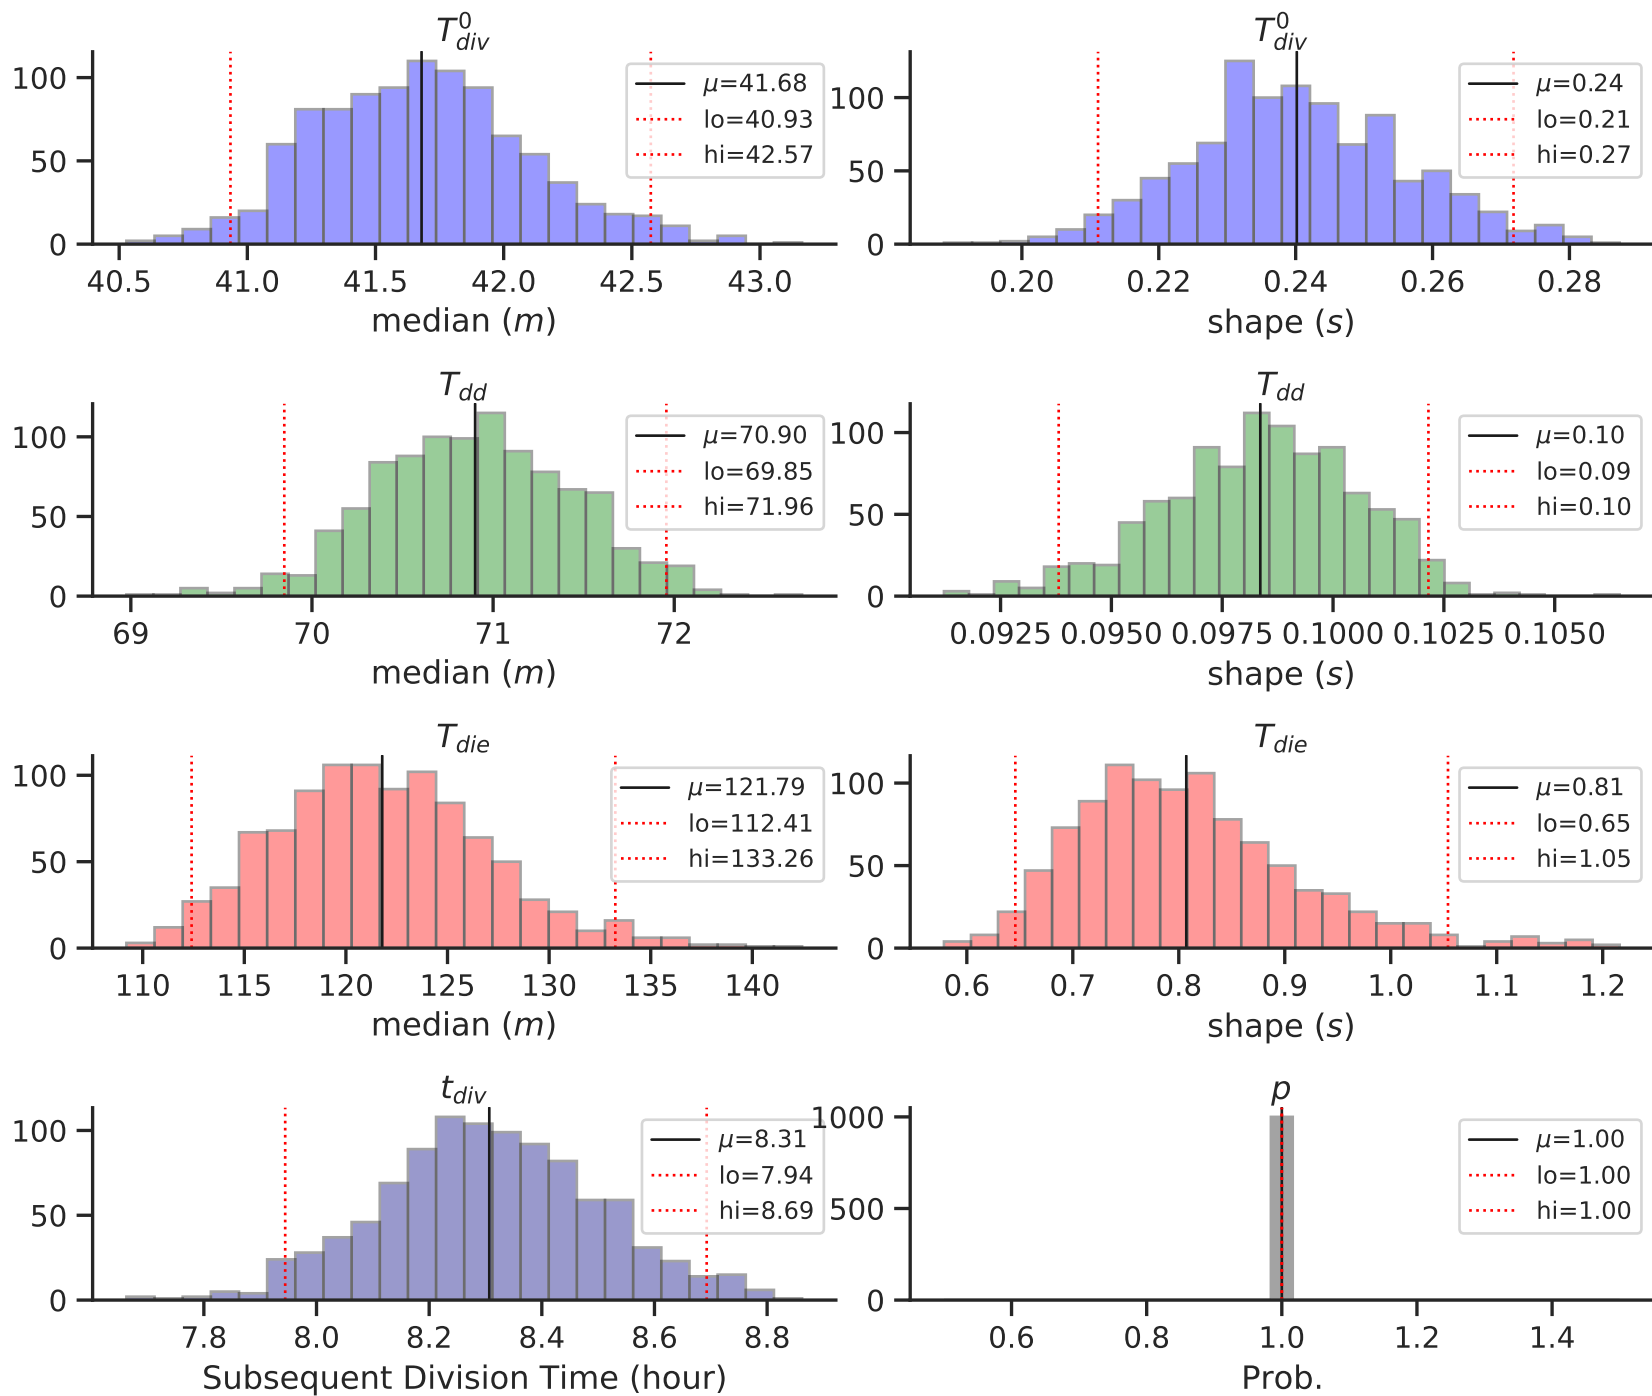 T⁰div
μ=41.68
lo=40.93
hi=42.57
100
50
0
40.5 41.0 41.5 42.0 42.5 43.0
median (m)
T⁰div
μ=0.24
lo=0.21
hi=0.27
100
50
0
0.20 0.22 0.24 0.26 0.28
shape (s)
Tdd
μ=70.90
lo=69.85
hi=71.96
100
50
0
69 70 71 72
median (m)
Tdd
μ=0.10
lo=0.09
hi=0.10
100
50
0
0.0925 0.0950 0.0975 0.1000 0.1025 0.1050
shape (s)
Tdie
μ=121.79
lo=112.41
hi=133.26
100
50
0
110 115 120 125 130 135 140
median (m)
Tdie
μ=0.81
lo=0.65
hi=1.05
100
50
0
0.6 0.7 0.8 0.9 1.0 1.1 1.2
shape (s)
tdiv
μ=8.31
lo=7.94
hi=8.69
100
50
0
7.8 8.0 8.2 8.4 8.6 8.8
Subsequent Division Time (hour)
p
μ=1.00
lo=1.00
hi=1.00
1000
500
0
0.6 0.8 1.0 1.2 1.4
Prob.